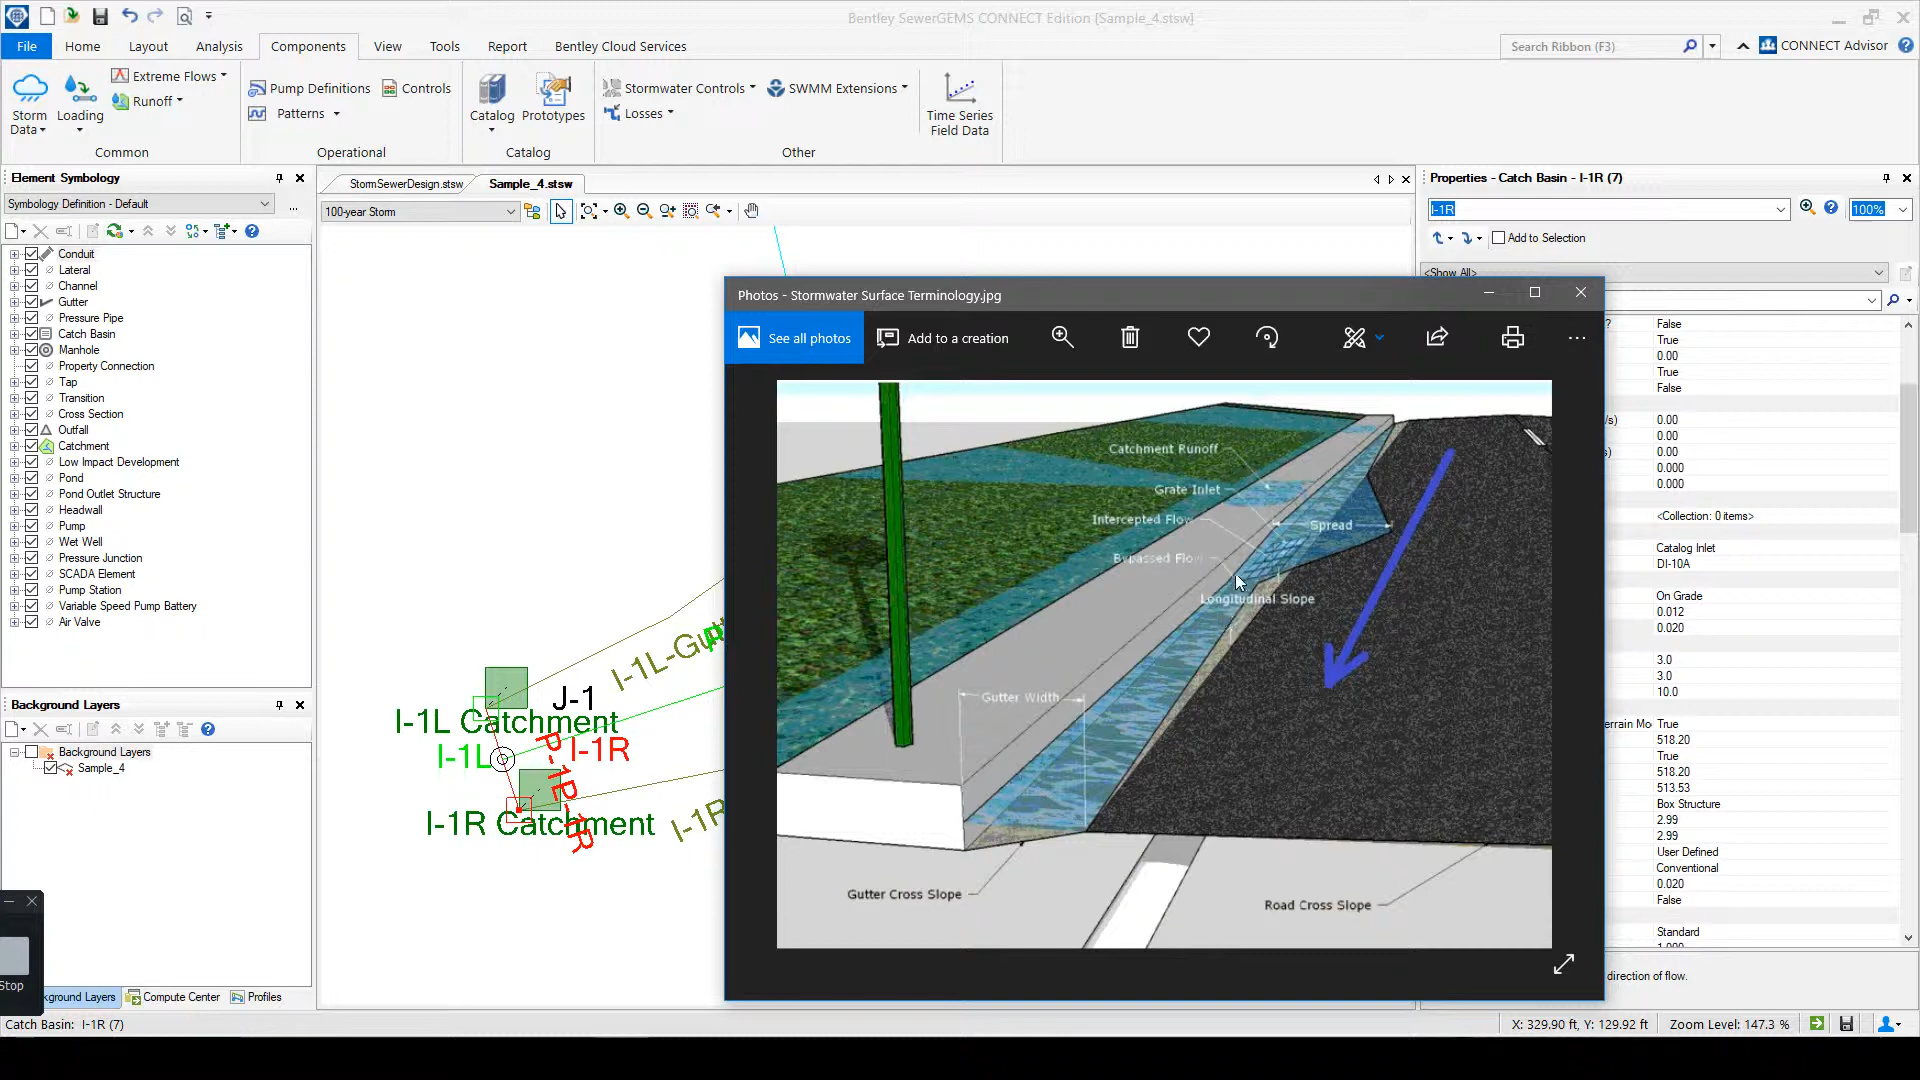 Bentley SewerGEMS CONNECT Edition [Sample_4.stsw]
File
Home
Layout
Analysis
Components
View
Tools
Report
Bentley Cloud Services
Search Ribbon (F3)
CONNECT Advisor
Storm Data
Loading
Extreme Flows
Runoff
Common
Pump Definitions
Controls
Patterns
Operational
Catalog
Prototypes
Catalog
Stormwater Controls
SWMM Extensions
Losses
Other
Time Series Field Data
Element Symbology
Symbology Definition - Default
...
Conduit
Lateral
Channel
Gutter
Pressure Pipe
Catch Basin
Manhole
Property Connection
Tap
Transition
Cross Section
Outfall
Catchment
Low Impact Development
Pond
Pond Outlet Structure
Headwall
Pump
Wet Well
Pressure Junction
SCADA Element
Pump Station
Variable Speed Pump Battery
Air Valve
Background Layers
Background Layers
Sample_4
Stop
kground Layers
Compute Center
Profiles
Catch Basin: I-1R (7)
StormSewerDesign.stsw
Sample_4.stsw
100-year Storm
I-1L-Gutt
J-1
I-1L Catchment
I-1L
I-1R
P-1R-1R
I-1R Catchment
I-1R
Photos - Stormwater Surface Terminology.jpg
See all photos
Add to a creation
Catchment Runoff
Grate Inlet
Intercepted Flow
Spread
Bypassed Flow
Longitudinal Slope
Gutter Width
Gutter Cross Slope
Road Cross Slope
Properties - Catch Basin - I-1R (7)
I-1R
100%
Add to Selection
<Show All>
? False
True
0.00
True
False
/s) 0.00
0.00
) 0.00
0.000
) 0.000
<Collection: 0 items>
Catalog Inlet
DI-10A
On Grade
0.012
0.020
3.0
3.0
10.0
errain Mo True
518.20
True
518.20
513.53
Box Structure
2.99
2.99
User Defined
Conventional
0.020
False
Standard
1.000
direction of flow.
X: 329.90 ft, Y: 129.92 ft
Zoom Level: 147.3 %